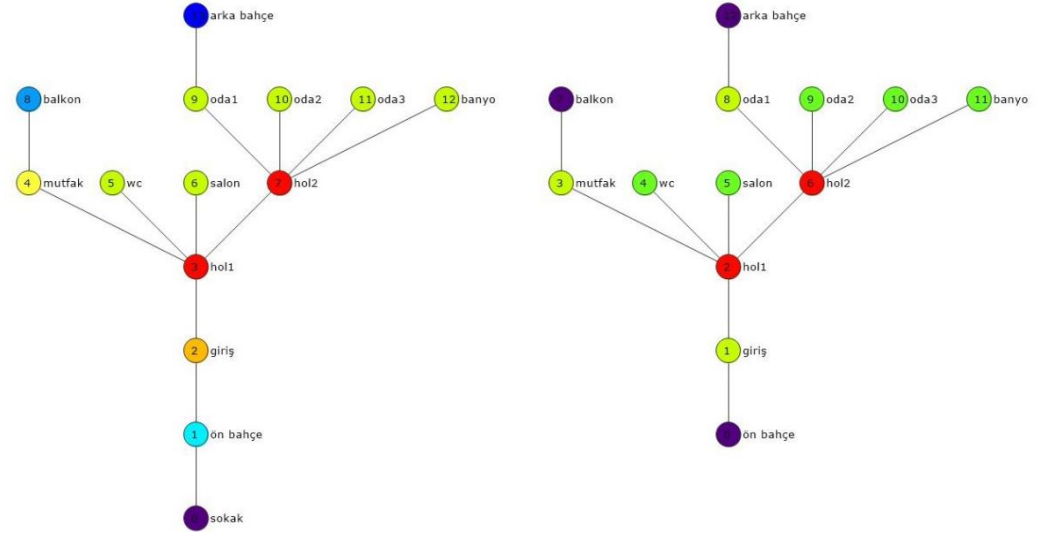 arka bahçe
8 balkon
9 oda1
10 oda2
11 oda3
12 banyo
4 mutfak
5 wc
6 salon
7 hol2
3 hol1
2 giriş
1 ön bahçe
sokak
arka bahçe
balkon
8 oda1
9 oda2
10 oda3
11 banyo
3 mutfak
4 wc
5 salon
6 hol2
2 hol1
1 giriş
ön bahçe